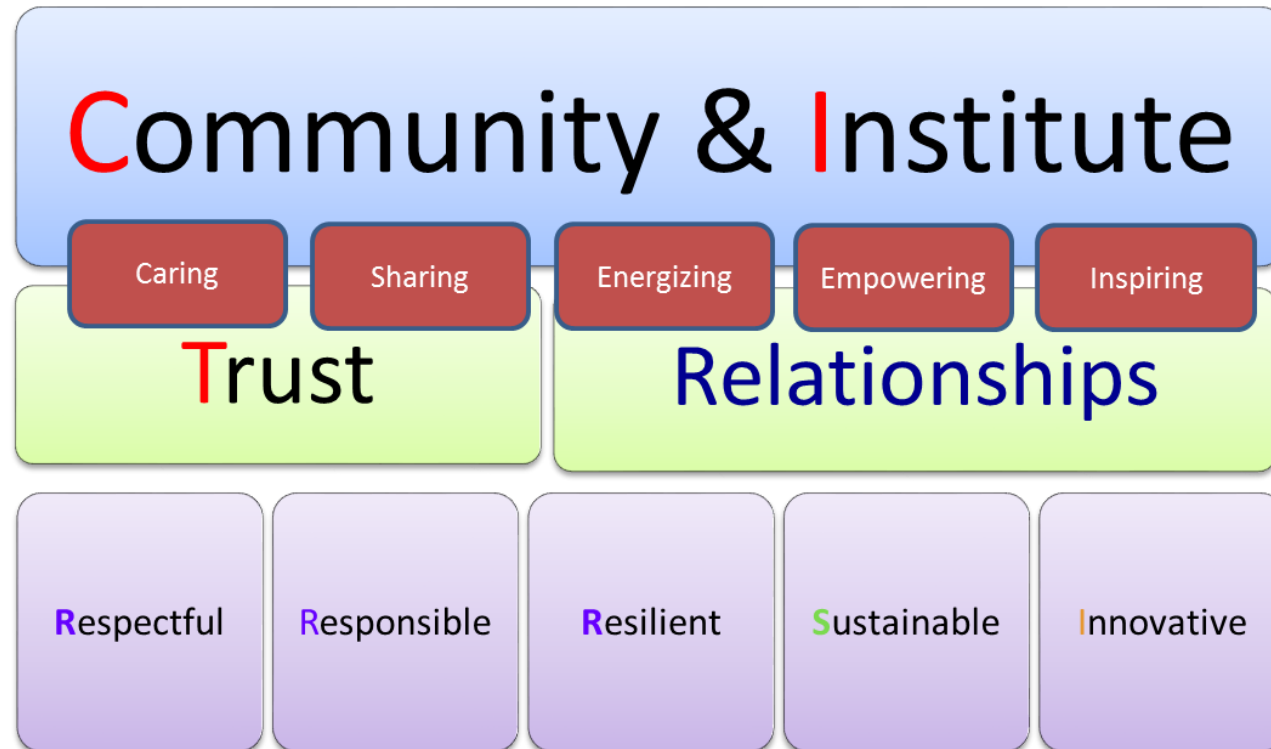 Community & Institute
Caring
Sharing
Energizing
Empowering
Inspiring
Trust
Relationships
Respectful
Responsible
Resilient
Sustainable
Innovative